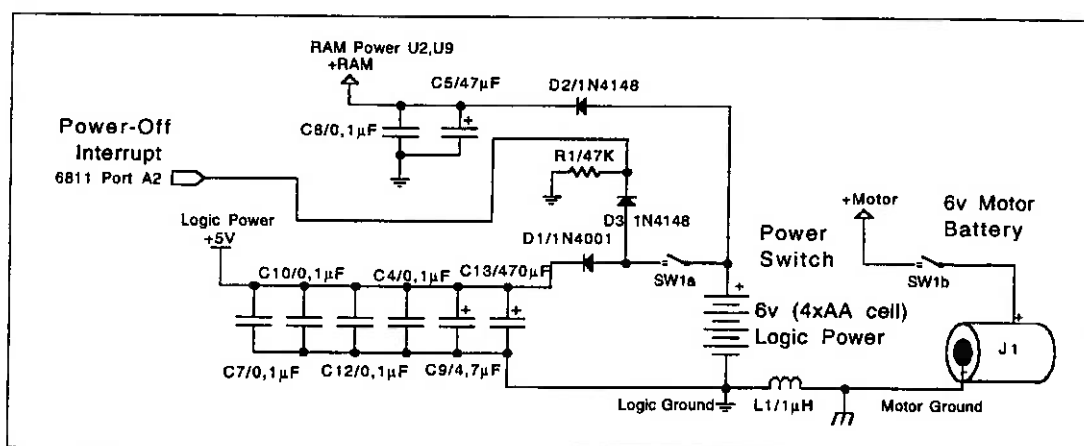 RAM Power U2,U9
+RAM
C5/47µF
D2/1N4148
C8/0,1µF
+
Power-Off
Interrupt
6811 Port A2
R1/47K
Logic Power
+5V
D3 1N4148
D1/1N4001
Power
Switch
SW1a
+Motor
6v Motor
Battery
SW1b
C10/0,1µF
C4/0,1µF
C13/470µF
+
+
+
6v (4xAA cell)
Logic Power
+
J1
-
C7/0,1µF
C12/0,1µF
C9/4,7µF
Logic Ground
L1/1µH
Motor Ground